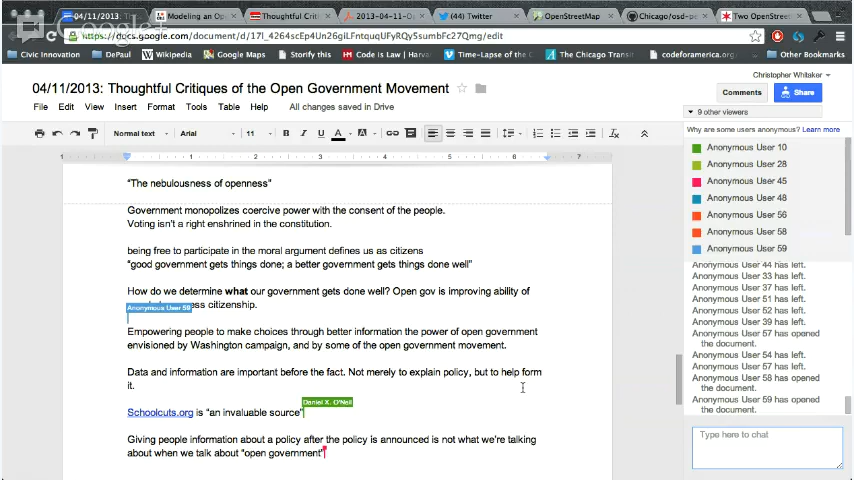 04/11/2013:
Modeling an Op
Thoughtful Criti
2013-04-11-O
(44) Twitter
OpenStreetMap
Chicago/osd-pe
Two OpenStree
Google+
https://docs.google.com/document/d/17l_4264scEp4Un26giLFntquqUFyRQySsumbFc27Qmg/edit
Civic Innovation
DePaul
Wikipedia
Google Maps
Storify this
Code is Law | Harv
Time-Lapse of the
The Chicago Transi
codeforamerica.org
Other Bookmarks
Christopher Whitaker
04/11/2013: Thoughtful Critiques of the Open Government Movement
Comments
Share
File Edit View Insert Format Tools Table Help All changes saved in Drive
9 other viewers
Normal text Arial 11 B I U A A
Why are some users anonymous? Learn more
1 1 2 3 4 5 6
Anonymous User 10
Anonymous User 28
Anonymous User 45
Anonymous User 48
Anonymous User 56
Anonymous User 58
Anonymous User 59
"The nebulousness of openness"
Government monopolizes coercive power with the consent of the people.
Voting isn't a right enshrined in the constitution.
being free to participate in the moral argument defines us as citizens
"good government gets things done; a better government gets things done well"
How do we determine what our government gets done well? Open gov is improving ability of
citizenship.
Anonymous User 59
Empowering people to make choices through better information the power of open government
envisioned by Washington campaign, and by some of the open government movement.
Data and information are important before the fact. Not merely to explain policy, but to help form
it.
Daniel X. O'Neil
Schoolcuts.org is "an invaluable source"
Giving people information about a policy after the policy is announced is not what we're talking
about when we talk about "open government"
Anonymous User 44 has left.
Anonymous User 33 has left.
Anonymous User 37 has left.
Anonymous User 51 has left.
Anonymous User 52 has left.
Anonymous User 39 has left.
Anonymous User 57 has opened
the document.
Anonymous User 54 has left.
Anonymous User 57 has left.
Anonymous User 58 has opened
the document.
Anonymous User 59 has opened
the document.
Type here to chat